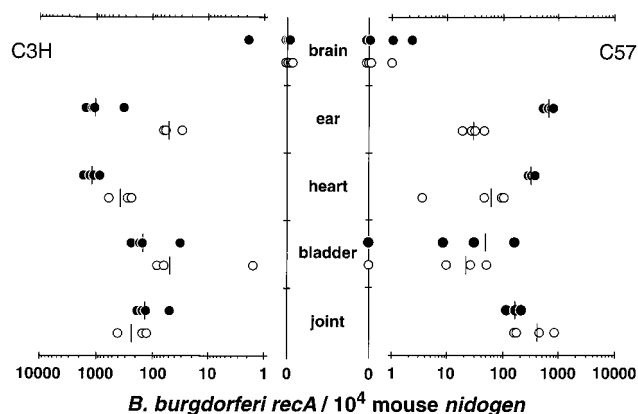 C3H
C57
brain
ear
heart
bladder
joint
10000 1000 100 10 1 0 0 1 10 100 1000 10000
B. burgdorferi recA / 10⁴ mouse nidogen